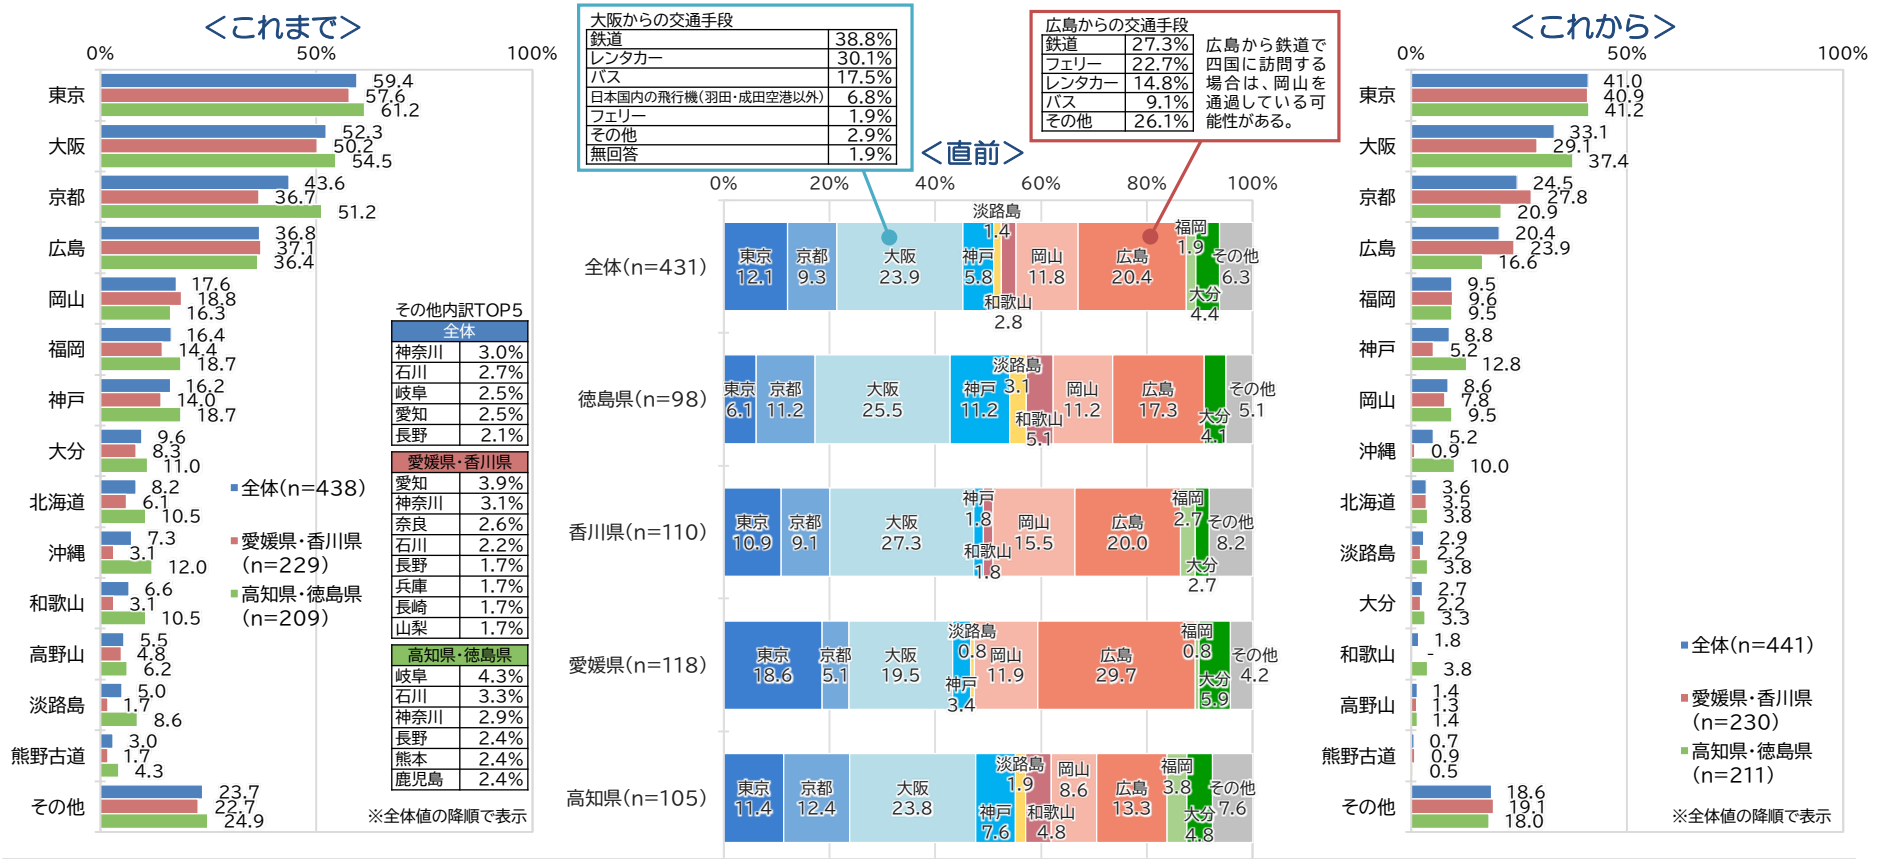 ＜これまで＞
0%
50%
100%
東京
59.4
57.6
61.2
大阪
52.3
50.2
54.5
京都
43.6
36.7
51.2
広島
36.8
37.1
36.4
岡山
17.6
18.8
16.3
福岡
16.4
14.4
18.7
神戸
16.2
14.0
18.7
大分
9.6
8.3
11.0
北海道
8.2
6.1
10.5
沖縄
7.3
3.1
12.0
和歌山
6.6
3.1
10.5
高野山
5.5
4.8
6.2
淡路島
5.0
1.7
8.6
熊野古道
3.0
1.7
4.3
その他
23.7
22.7
24.9
全体(n=438)
愛媛県・香川県
(n=229)
高知県・徳島県
(n=209)
その他内訳TOP5
全体
神奈川 3.0%
石川 2.7%
岐阜 2.5%
愛知 2.5%
長野 2.1%
愛媛県・香川県
愛知 3.9%
神奈川 3.1%
奈良 2.6%
石川 2.2%
長野 1.7%
兵庫 1.7%
長崎 1.7%
山梨 1.7%
高知県・徳島県
岐阜 4.3%
石川 3.3%
神奈川 2.9%
長野 2.4%
熊本 2.4%
鹿児島 2.4%
※全体値の降順で表示
大阪からの交通手段
鉄道 38.8%
レンタカー 30.1%
バス 17.5%
日本国内の飛行機(羽田・成田空港以外) 6.8%
フェリー 1.9%
その他 2.9%
無回答 1.9%
広島からの交通手段
鉄道 27.3%
フェリー 22.7%
レンタカー 14.8%
バス 9.1%
その他 26.1%
広島から鉄道で
四国に訪問する
場合は、岡山を
通過している可
能性がある。
＜直前＞
0%
20%
40%
60%
80%
100%
全体(n=431)
東京
12.1
京都
9.3
大阪
23.9
神戸
5.8
淡路島
1.4
和歌山
2.8
岡山
11.8
広島
20.4
福岡
1.9
大分
4.4
その他
6.3
徳島県(n=98)
東京
6.1
京都
11.2
大阪
25.5
神戸
11.2
淡路島
3.1
和歌山
5.1
岡山
11.2
広島
17.3
大分
4.1
その他
5.1
香川県(n=110)
東京
10.9
京都
9.1
大阪
27.3
神戸
1.8
和歌山
1.8
岡山
15.5
広島
20.0
福岡
2.7
大分
2.7
その他
8.2
愛媛県(n=118)
東京
18.6
京都
5.1
大阪
19.5
神戸
3.4
淡路島
0.8
岡山
11.9
広島
29.7
福岡
0.8
大分
5.9
その他
4.2
高知県(n=105)
東京
11.4
京都
12.4
大阪
23.8
神戸
7.6
淡路島
1.9
和歌山
4.8
岡山
8.6
広島
13.3
福岡
3.8
大分
4.8
その他
7.6
＜これから＞
0%
50%
100%
東京
41.0
40.9
41.2
大阪
33.1
29.1
37.4
京都
24.5
27.8
20.9
広島
20.4
23.9
16.6
福岡
9.5
9.6
9.5
神戸
8.8
5.2
12.8
岡山
8.6
7.8
9.5
沖縄
5.2
0.9
10.0
北海道
3.6
3.5
3.8
淡路島
2.9
2.2
3.8
大分
2.7
2.2
3.3
和歌山
1.8
-
3.8
高野山
1.4
1.3
1.4
熊野古道
0.7
0.9
0.5
その他
18.6
19.1
18.0
全体(n=441)
愛媛県・香川県
(n=230)
高知県・徳島県
(n=211)
※全体値の降順で表示